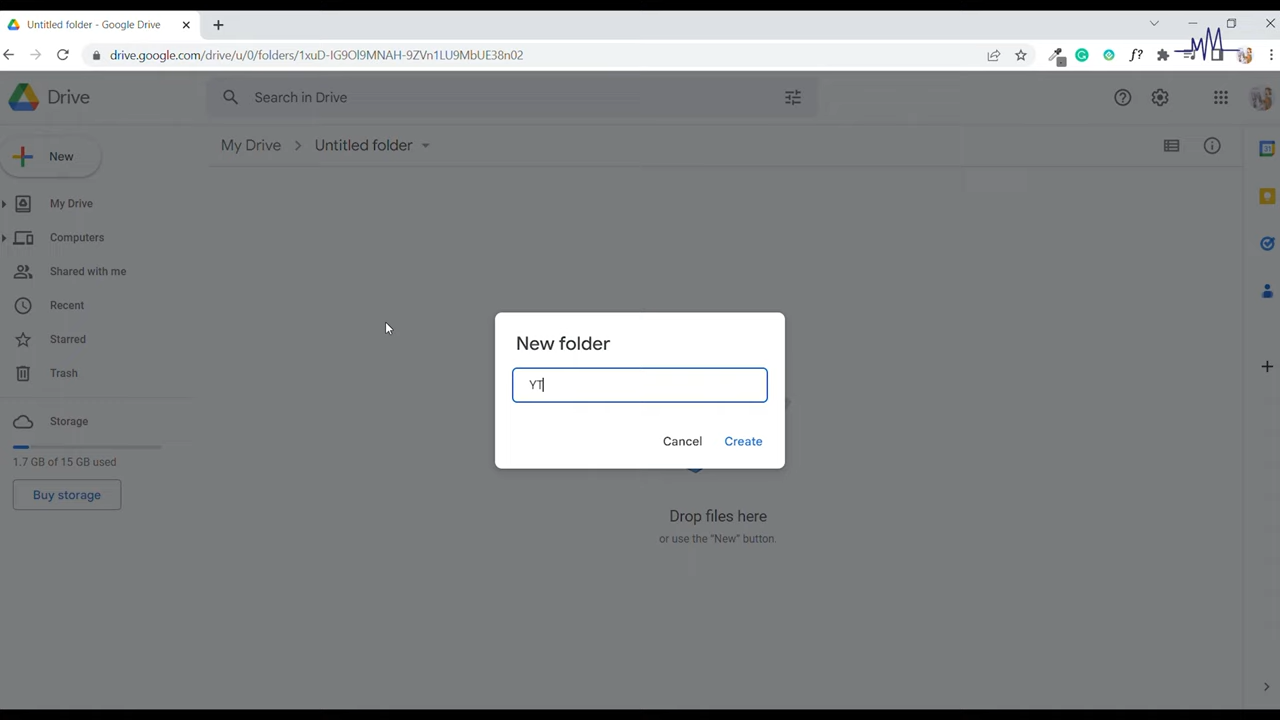 Untitled folder - Google Drive
drive.google.com/drive/u/0/folders/1xuD-IG9Ol9MNAH-9ZVn1LU9MbUE38n02
f?
Drive
Search in Drive
New
My Drive > Untitled folder
31
My Drive
Computers
Shared with me
Recent
Starred
Trash
Storage
1.7 GB of 15 GB used
Buy storage
New folder
YT
Cancel
Create
Drop files here
or use the "New" button.